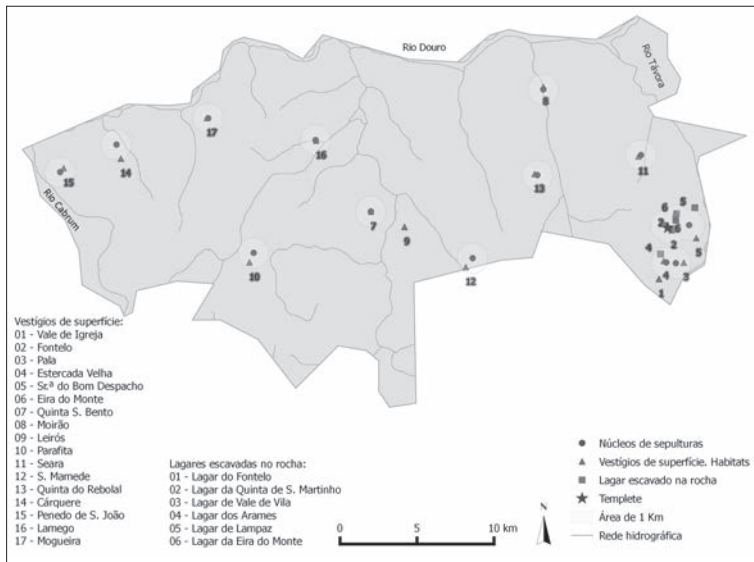 Rio Douro
Rio Távora
Rio Cabrum
8
17
16
11
14
15
13
6
5
2
6
7
9
2
5
4
10
12
4
3
1
Vestígios de superfície:
01 - Vale de Igreja
02 - Fontelo
03 - Pala
04 - Estercada Velha
05 - Sr.ª do Bom Despacho
06 - Eira do Monte
07 - Quinta S. Bento
08 - Moirão
09 - Leirós
10 - Parafita
11 - Seara
12 - S. Mamede
13 - Quinta do Rebolal
14 - Cárquere
15 - Penedo de S. João
16 - Lamego
17 - Mogueira
Lagares escavadas no rocha:
01 - Lagar do Fontelo
02 - Lagar da Quinta de S. Martinho
03 - Lagar de Vale de Vila
04 - Lagar dos Arames
05 - Lagar de Lampaz
06 - Lagar da Eira do Monte
0 5 10 km
N
Núcleos de sepulturas
Vestígios de superfície. Habitats
Lagar escavado na rocha
Templete
Área de 1 Km
Rede hidrográfica